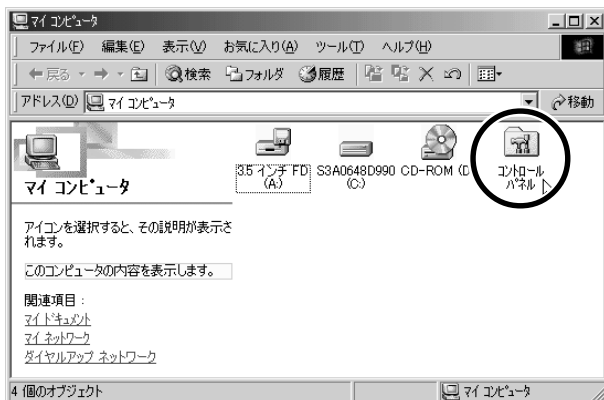 マイ コンピュータ
ファイル(F) 編集(E) 表示(V) お気に入り(A) ツール(T) ヘルプ(H)
戻る 検索 フォルダ 履歴
アドレス(D) マイ コンピュータ 移動
マイ コンピュータ
アイコンを選択すると、その説明が表示さ
れます。
このコンピュータの内容を表示します。
関連項目:
マイ ドキュメント
マイ ネットワーク
ダイヤルアップ ネットワーク
3.5 インチ FD
(A:)
S3A0648D990
(C:)
CD-ROM (D
コントロール
パネル
4 個のオブジェクト
マイ コンピュータ